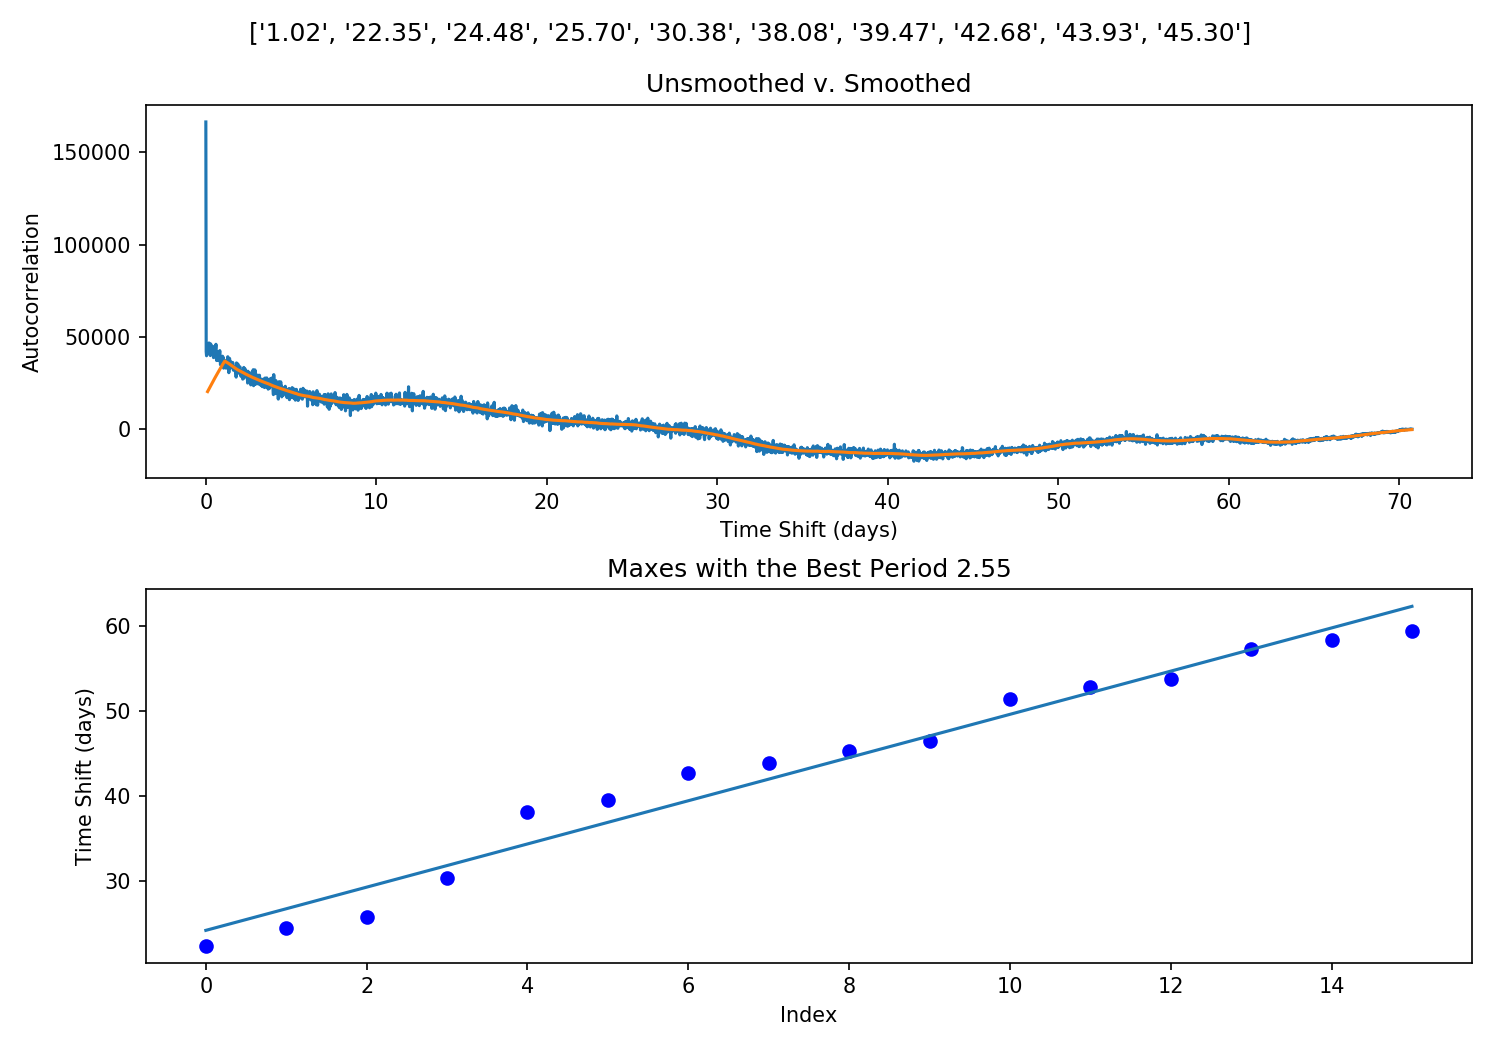 ['1.02', '22.35', '24.48', '25.70', '30.38', '38.08', '39.47', '42.68', '43.93', '45.30']
Unsmoothed v. Smoothed
Autocorrelation
150000
100000
50000
0
0 10 20 30 40 50 60 70
Time Shift (days)
Maxes with the Best Period 2.55
Time Shift (days)
60
50
40
30
0 2 4 6 8 10 12 14
Index